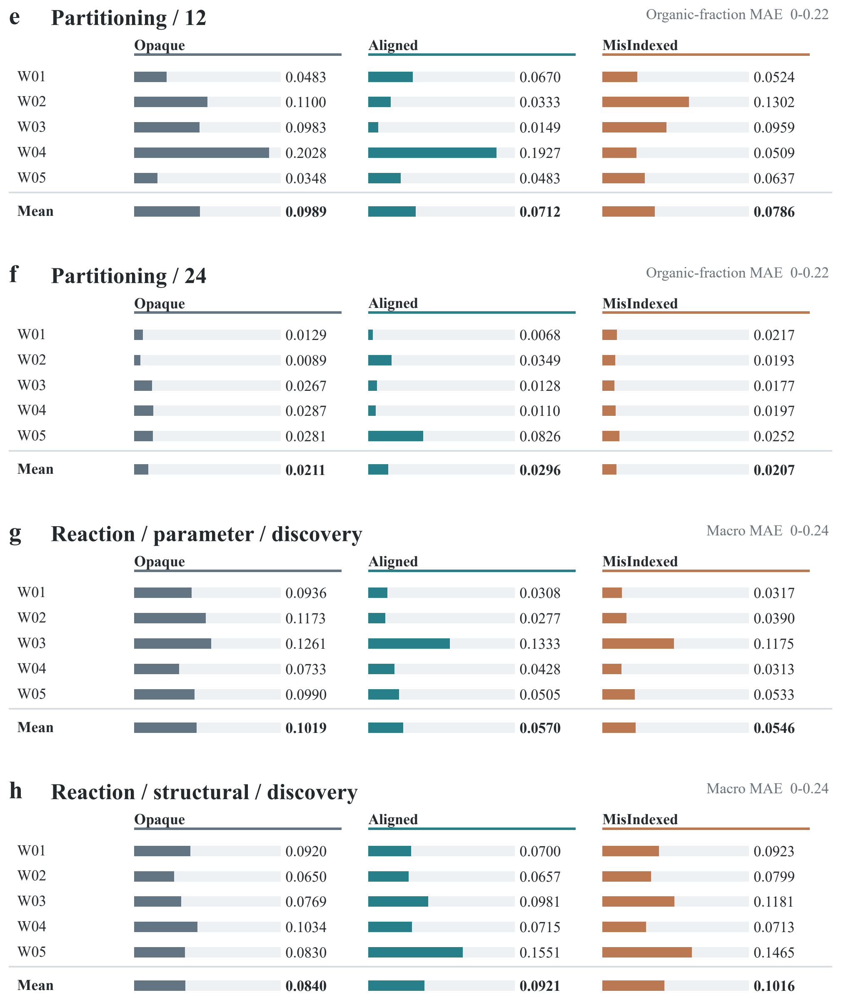 e Partitioning / 12 Organic-fraction MAE 0-0.22
Opaque Aligned MisIndexed
W01 0.0483 0.0670 0.0524
W02 0.1100 0.0333 0.1302
W03 0.0983 0.0149 0.0959
W04 0.2028 0.1927 0.0509
W05 0.0348 0.0483 0.0637
Mean 0.0989 0.0712 0.0786
f Partitioning / 24 Organic-fraction MAE 0-0.22
Opaque Aligned MisIndexed
W01 0.0129 0.0068 0.0217
W02 0.0089 0.0349 0.0193
W03 0.0267 0.0128 0.0177
W04 0.0287 0.0110 0.0197
W05 0.0281 0.0826 0.0252
Mean 0.0211 0.0296 0.0207
g Reaction / parameter / discovery Macro MAE 0-0.24
Opaque Aligned MisIndexed
W01 0.0936 0.0308 0.0317
W02 0.1173 0.0277 0.0390
W03 0.1261 0.1333 0.1175
W04 0.0733 0.0428 0.0313
W05 0.0990 0.0505 0.0533
Mean 0.1019 0.0570 0.0546
h Reaction / structural / discovery Macro MAE 0-0.24
Opaque Aligned MisIndexed
W01 0.0920 0.0700 0.0923
W02 0.0650 0.0657 0.0799
W03 0.0769 0.0981 0.1181
W04 0.1034 0.0715 0.0713
W05 0.0830 0.1551 0.1465
Mean 0.0840 0.0921 0.1016